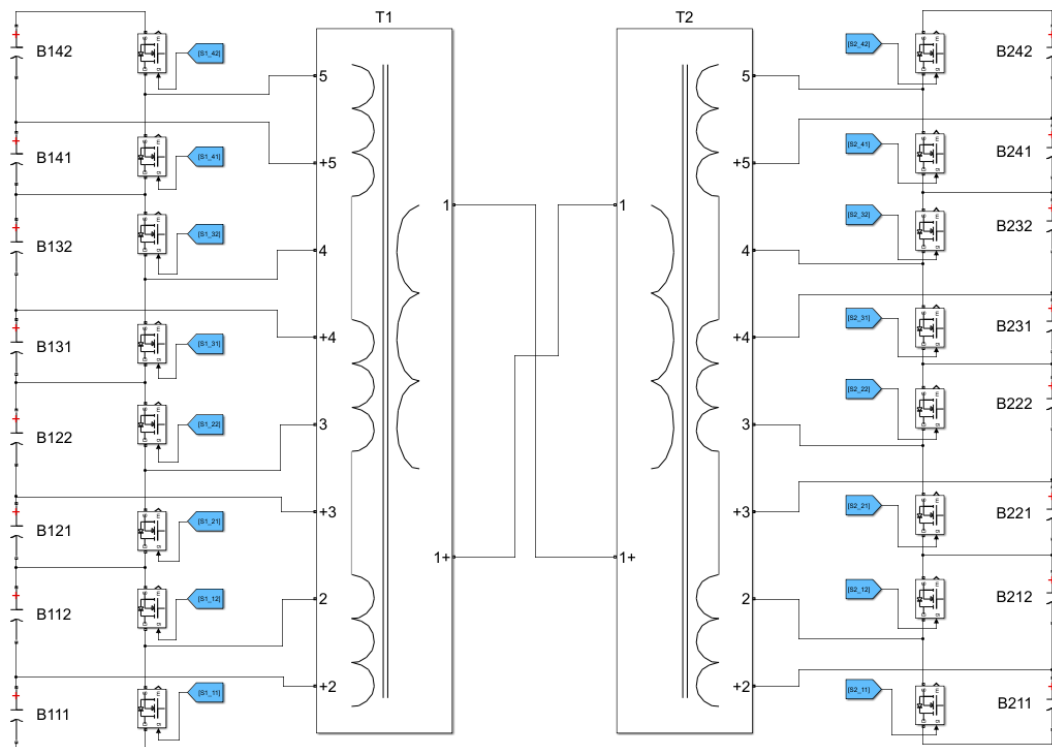 T1
T2
B142
[S1_42]
5
5
[S2_42]
B242
B141
[S1_41]
+5
+5
[S2_41]
B241
B132
[S1_32]
1
1
[S2_32]
B232
4
4
B131
[S1_31]
+4
+4
[S2_31]
B231
B122
[S1_22]
3
3
[S2_22]
B222
B121
[S1_21]
+3
+3
[S2_21]
B221
1+
1+
B112
[S1_12]
2
2
[S2_12]
B212
B111
[S1_11]
+2
+2
[S2_11]
B211